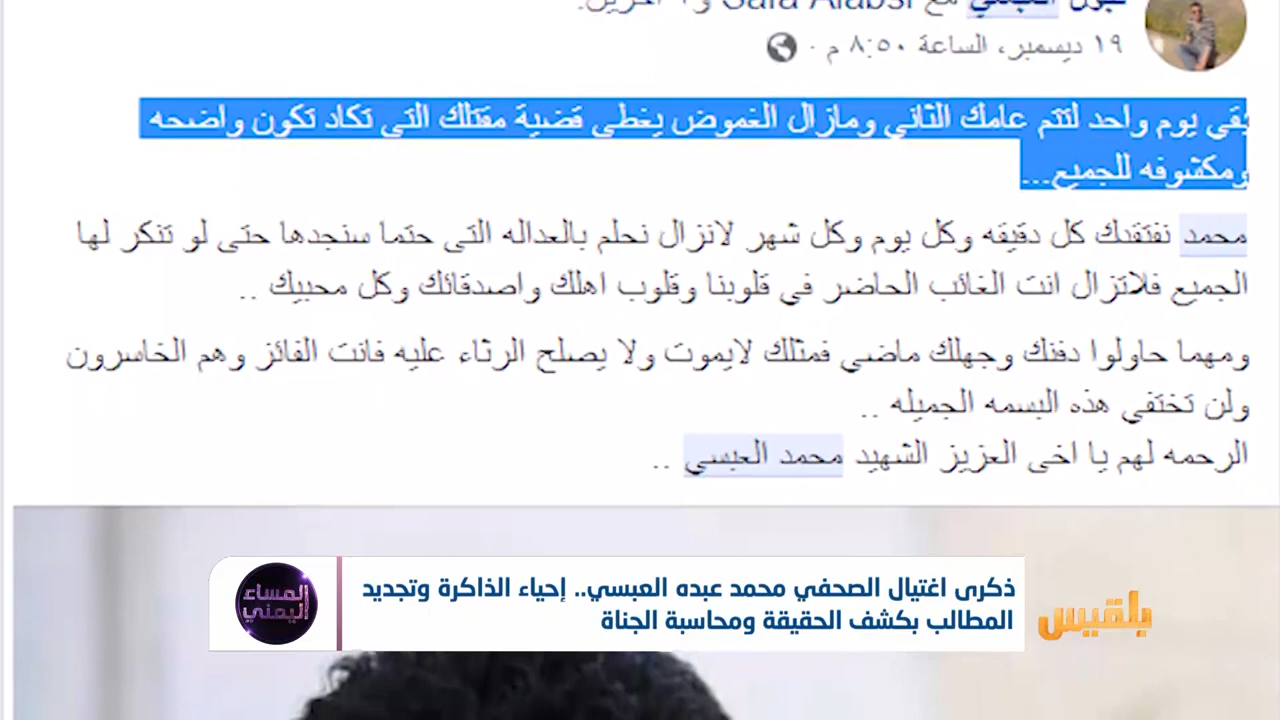 مع Safa Alabsi و
١٩ ديسمبر، الساعة ٨:٥٠ م ·
بقي يوم واحد لتتم عامك الثاني ومازال الغموض يغطي قضية مقتلك التي تكاد تكون واضحه
ومكشوفه للجميع...
محمد نفتقدك كل دقيقه وكل يوم وكل شهر لانزال نحلم بالعداله التي حتما سنجدها حتى لو تنكر لها
الجميع فلاتزال انت الغائب الحاضر في قلوبنا وقلوب اهلك واصدقائك وكل محبيك ..
ومهما حاولوا دفنك وجهلك ماضي فمثلك لايموت ولا يصلح الرثاء عليه فانت الفائز وهم الخاسرون
ولن تختفي هذه البسمه الجميله ..
الرحمه لهم يا اخي العزيز الشهيد محمد العبسي ..
ذكرى اغتيال الصحفي محمد عبده العبسي.. إحياء الذاكرة وتجديد
المطالب بكشف الحقيقة ومحاسبة الجناة
المساء
اليمني
بلقيس